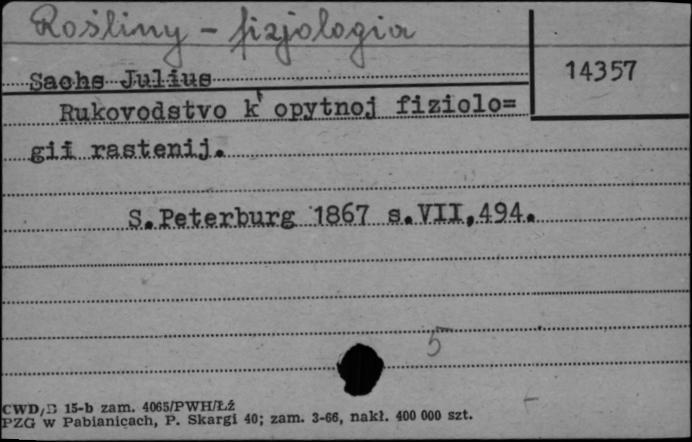 Rośliny - fizjologia
14357
Sachs Julius
Rukovodstvo k' opytnoj fiziolo=
gii rastenij.
S.Peterburg 1867 s.VII,494.
5
CWD/B 15-b zam. 4065/PWH/Łż
PZG w Pabianicach, P. Skargi 40; zam. 3-66, nakł. 400 000 szt.